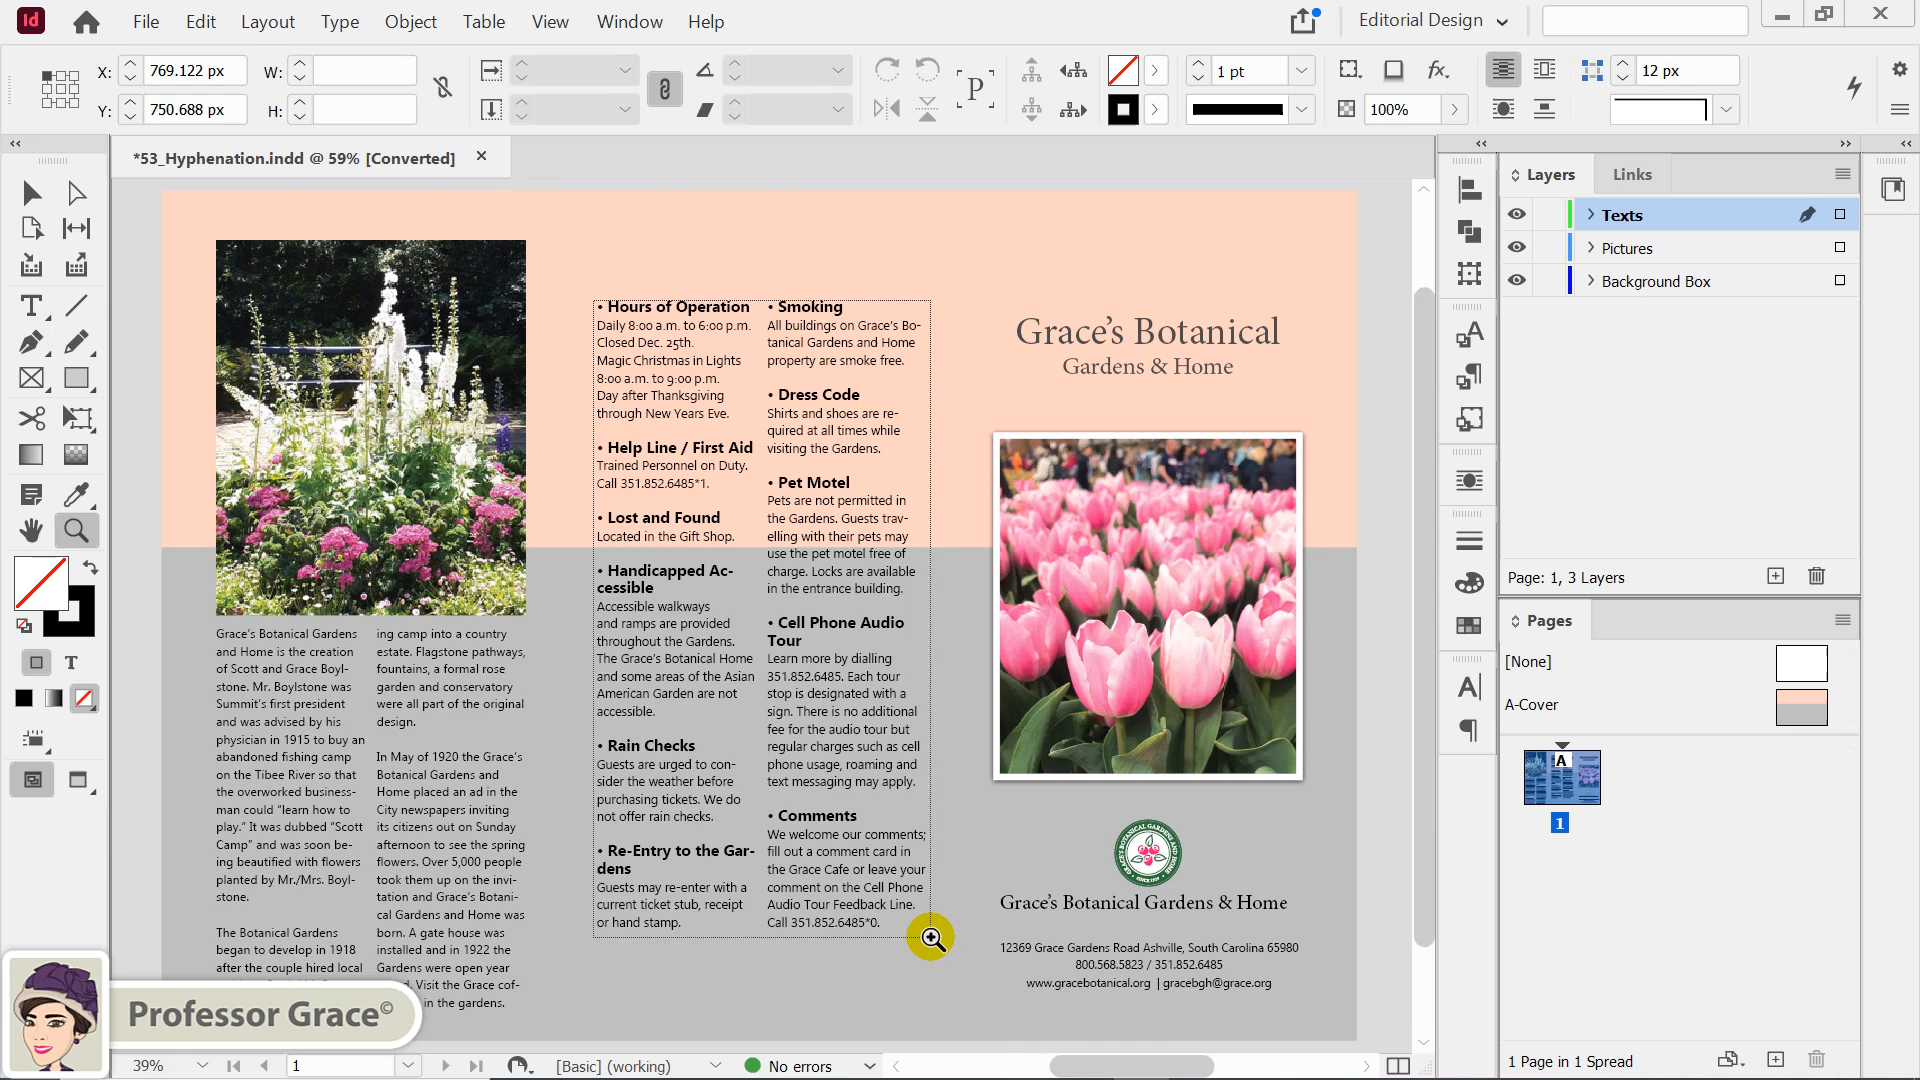 Id
File Edit Layout Type Object Table View Window Help
Editorial Design
X: 769.122 px W:
Y: 750.688 px H:
P
1 pt
fx
12 px
100%
*53_Hyphenation.indd @ 59% [Converted]
Grace's Botanical Gardens
and Home is the creation
of Scott and Grace Boyl-
stone. Mr. Boylstone was
Summit's first president
and was advised by his
physician in 1915 to buy an
abandoned fishing camp
on the Tibee River so that
the overworked business-
man could "learn how to
play." It was dubbed "Scott
Camp" and was soon be-
ing beautified with flowers
planted by Mr./Mrs. Boyl-
stone.
The Botanical Gardens
began to develop in 1918
after the couple hired local
ing camp into a country
estate. Flagstone pathways,
fountains, a formal rose
garden and conservatory
were all part of the original
design.
In May of 1920 the Grace's
Botanical Gardens and
Home placed an ad in the
City newspapers inviting
its citizens out on Sunday
afternoon to see the spring
flowers. Over 5,000 people
took them up on the invi-
tation and Grace's Botani-
cal Gardens and Home was
born. A gate house was
installed and in 1922 the
Gardens were open year
Visit the Grace cof-
in the gardens.
• Hours of Operation
Daily 8:00 a.m. to 6:00 p.m.
Closed Dec. 25th.
Magic Christmas in Lights
8:00 a.m. to 9:00 p.m.
Day after Thanksgiving
through New Years Eve.
• Help Line / First Aid
Trained Personnel on Duty.
Call 351.852.6485*1.
• Lost and Found
Located in the Gift Shop.
• Handicapped Ac-
cessible
Accessible walkways
and ramps are provided
throughout the Gardens.
The Grace's Botanical Home
and some areas of the Asian
American Garden are not
accessible.
• Rain Checks
Guests are urged to con-
sider the weather before
purchasing tickets. We do
not offer rain checks.
• Re-Entry to the Gar-
dens
Guests may re-enter with a
current ticket stub, receipt
or hand stamp.
• Smoking
All buildings on Grace's Bo-
tanical Gardens and Home
property are smoke free.
• Dress Code
Shirts and shoes are re-
quired at all times while
visiting the Gardens.
• Pet Motel
Pets are not permitted in
the Gardens. Guests trav-
elling with their pets may
use the pet motel free of
charge. Locks are available
in the entrance building.
• Cell Phone Audio
Tour
Learn more by dialling
351.852.6485. Each tour
stop is designated with a
sign. There is no additional
fee for the audio tour but
regular charges such as cell
phone usage, roaming and
text messaging may apply.
• Comments
We welcome our comments;
fill out a comment card in
the Grace Cafe or leave your
comment on the Cell Phone
Audio Tour Feedback Line.
Call 351.852.6485*0.
Grace's Botanical
Gardens & Home
Grace's Botanical Gardens & Home
12369 Grace Gardens Road Ashville, South Carolina 65980
800.568.5823 / 351.852.6485
www.gracebotanical.org | gracebgh@grace.org
Professor Grace©
Layers Links
Texts
Pictures
Background Box
Page: 1, 3 Layers
Pages
[None]
A-Cover
A
1
1 Page in 1 Spread
39% 1 [Basic] (working) No errors